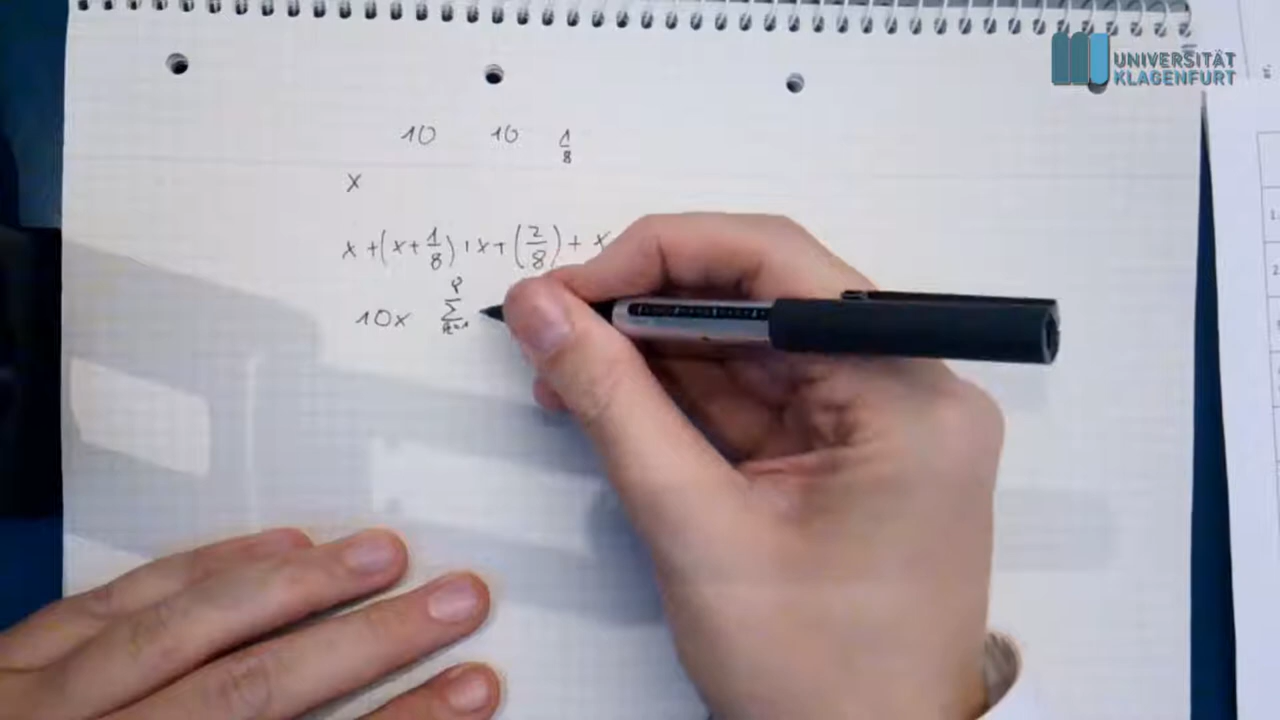 UNIVERSITÄT
KLAGENFURT
10 10 1/8
x
x + (x + 1/8) + x + (2/8) + x
10x ∑